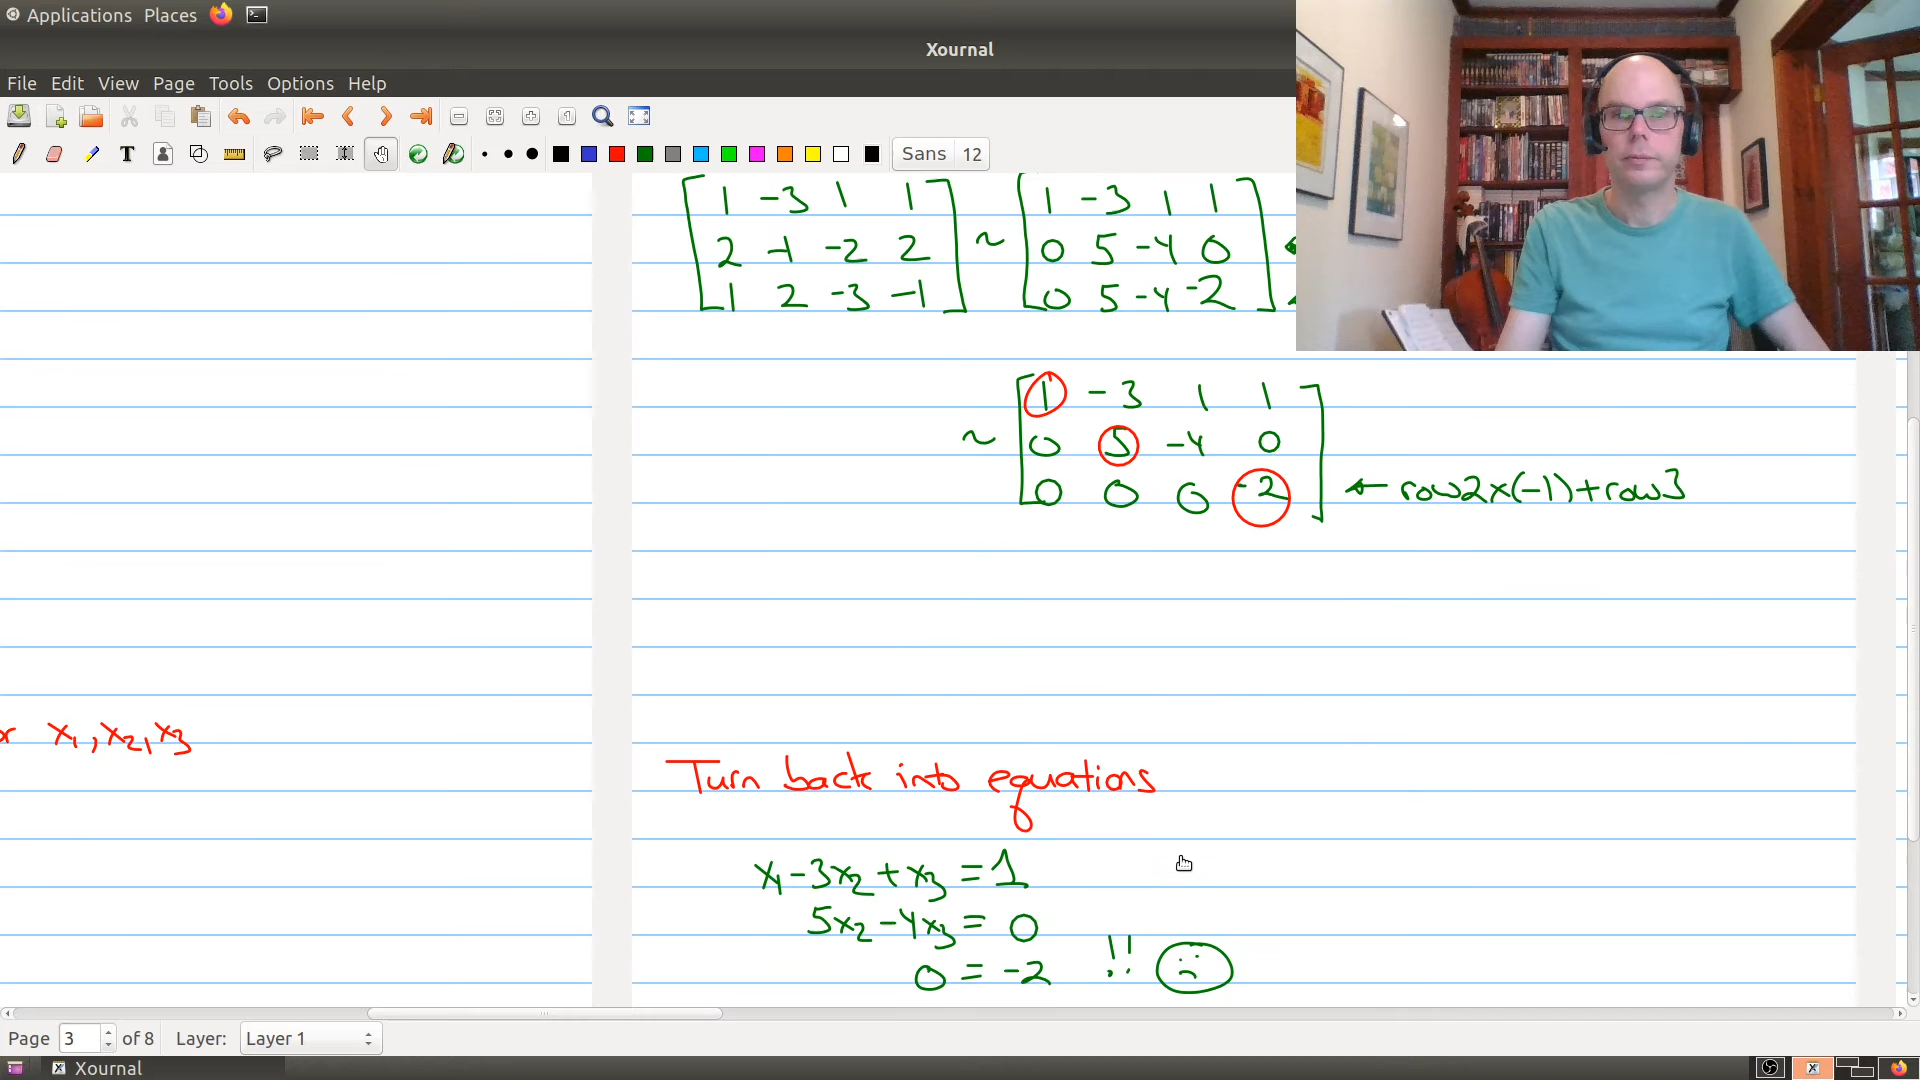 Applications Places
Xournal
File Edit View Page Tools Options Help
Sans 12
1 -3 1 1
2 -1 -2 2
1 2 -3 -1
~
1 -3 1 1
0 5 -4 0
0 5 -4 -2
~
1 -3 1 1
0 5 -4 0
0 0 0 -2 ← row2x(-1)+row3
x₁, x₂, x₃
Turn back into equations
x₁ - 3x₂ + x₃ = 1
5x₂ - 4x₃ = 0
0 = -2 !!
Page 3 of 8 Layer: Layer 1
Xournal